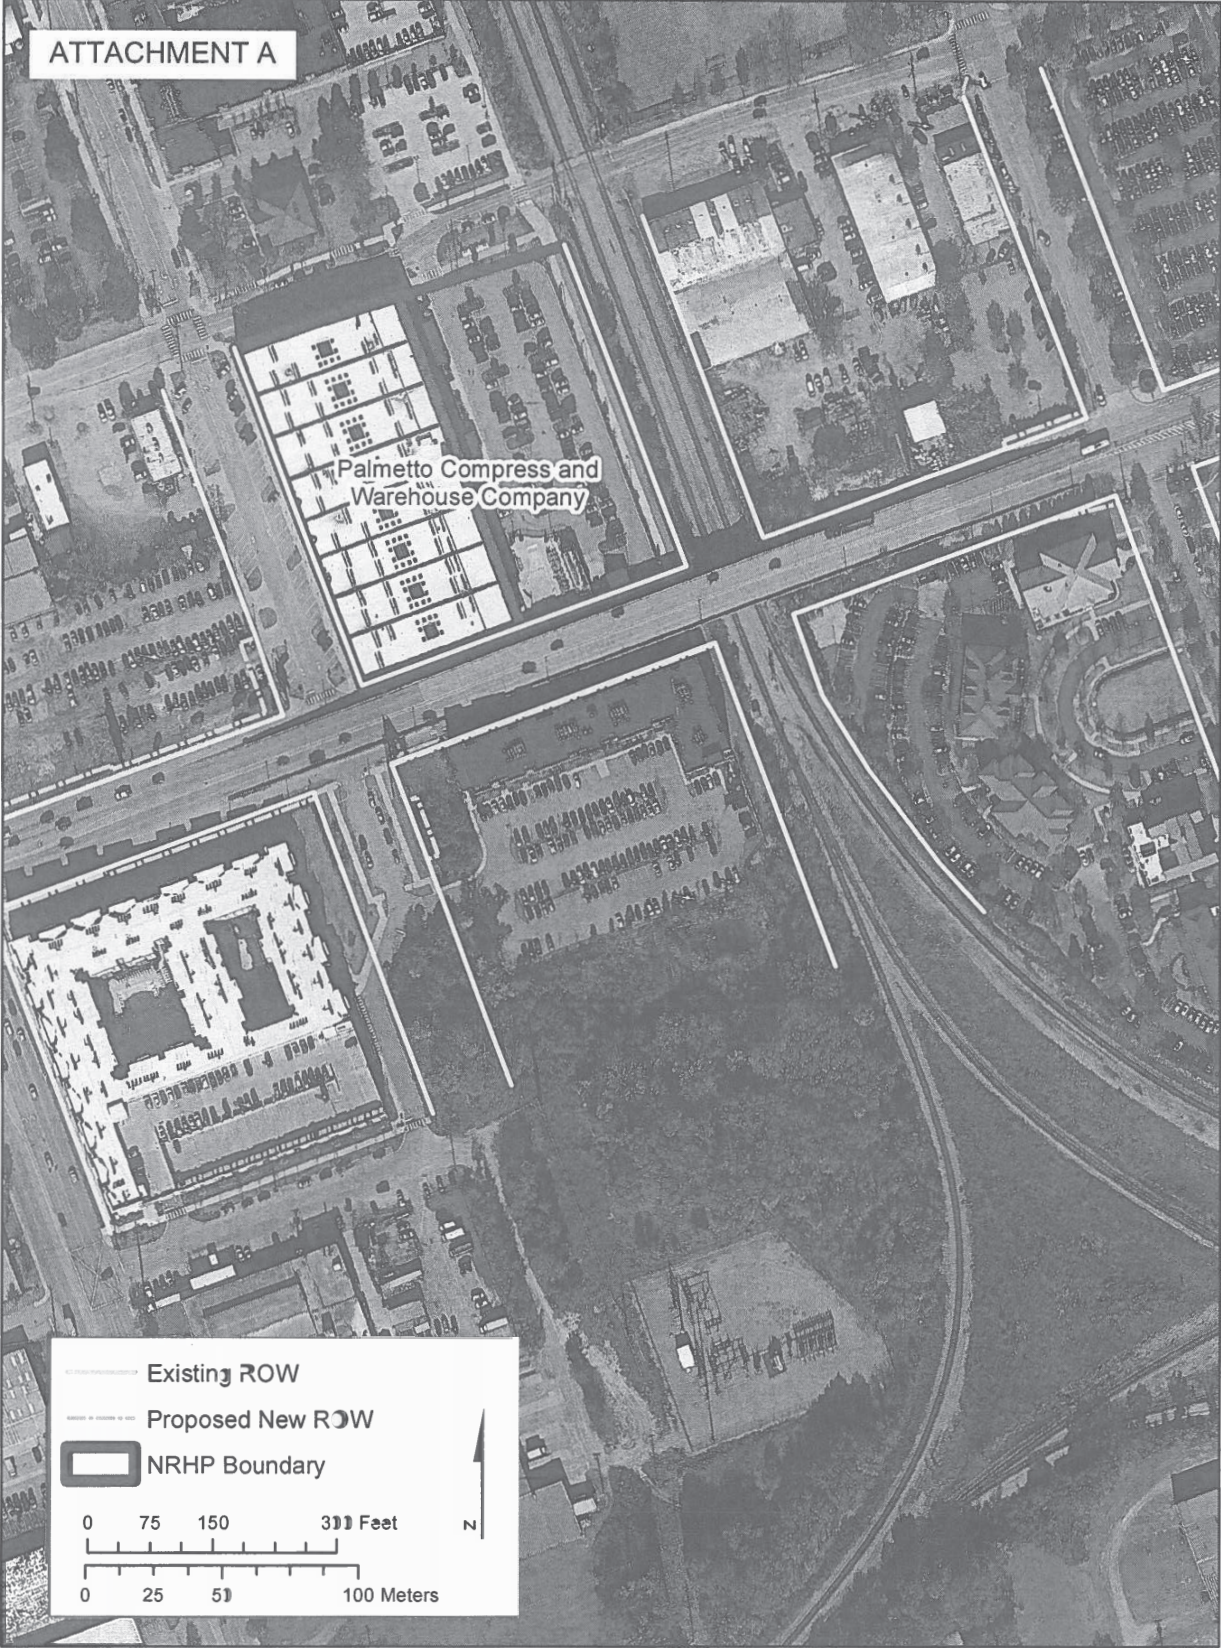 ATTACHMENT A
Palmetto Compress and
Warehouse Company
Existing ROW
Proposed New ROW
NRHP Boundary
0 75 150 300 Feet
0 25 50 100 Meters
N